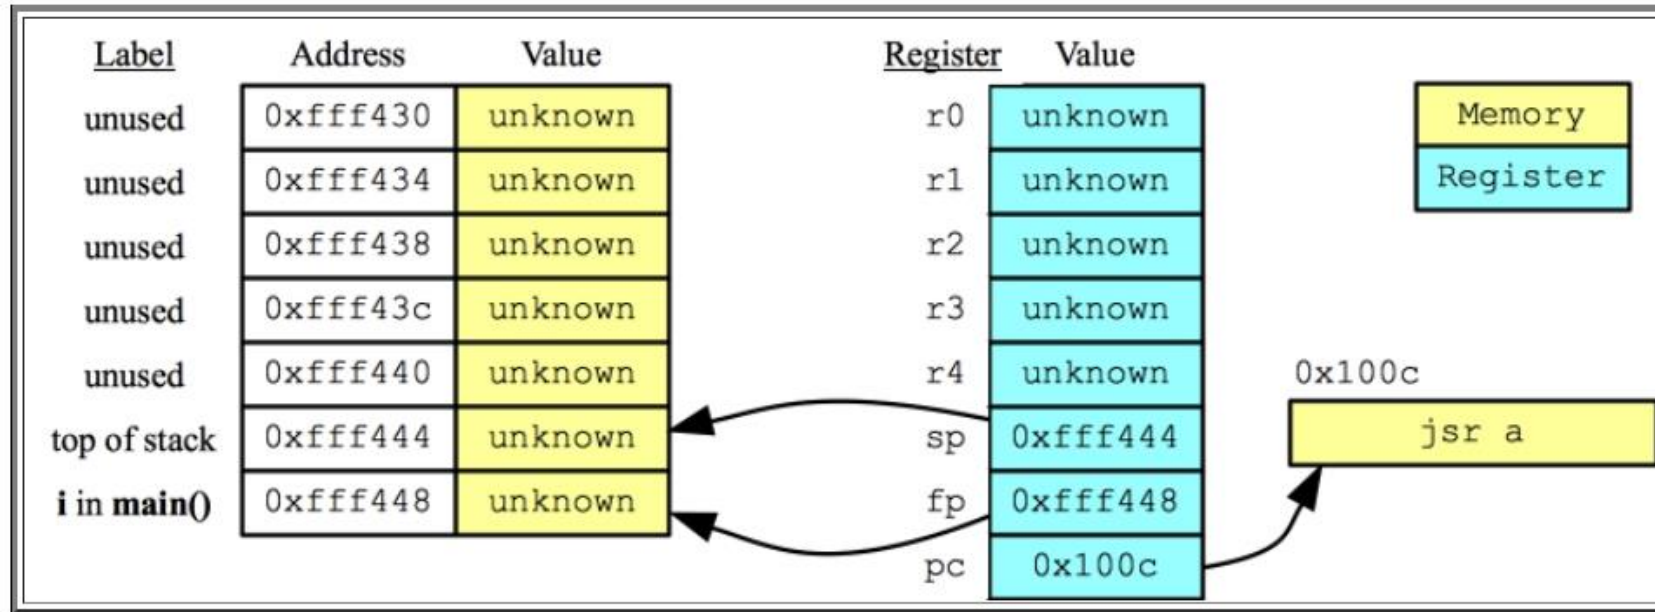 Label Address Value Register Value
unused 0xfff430 unknown r0 unknown Memory
unused 0xfff434 unknown r1 unknown Register
unused 0xfff438 unknown r2 unknown
unused 0xfff43c unknown r3 unknown
unused 0xfff440 unknown r4 unknown 0x100c
top of stack 0xfff444 unknown sp 0xfff444 jsr a
i in main() 0xfff448 unknown fp 0xfff448
pc 0x100c